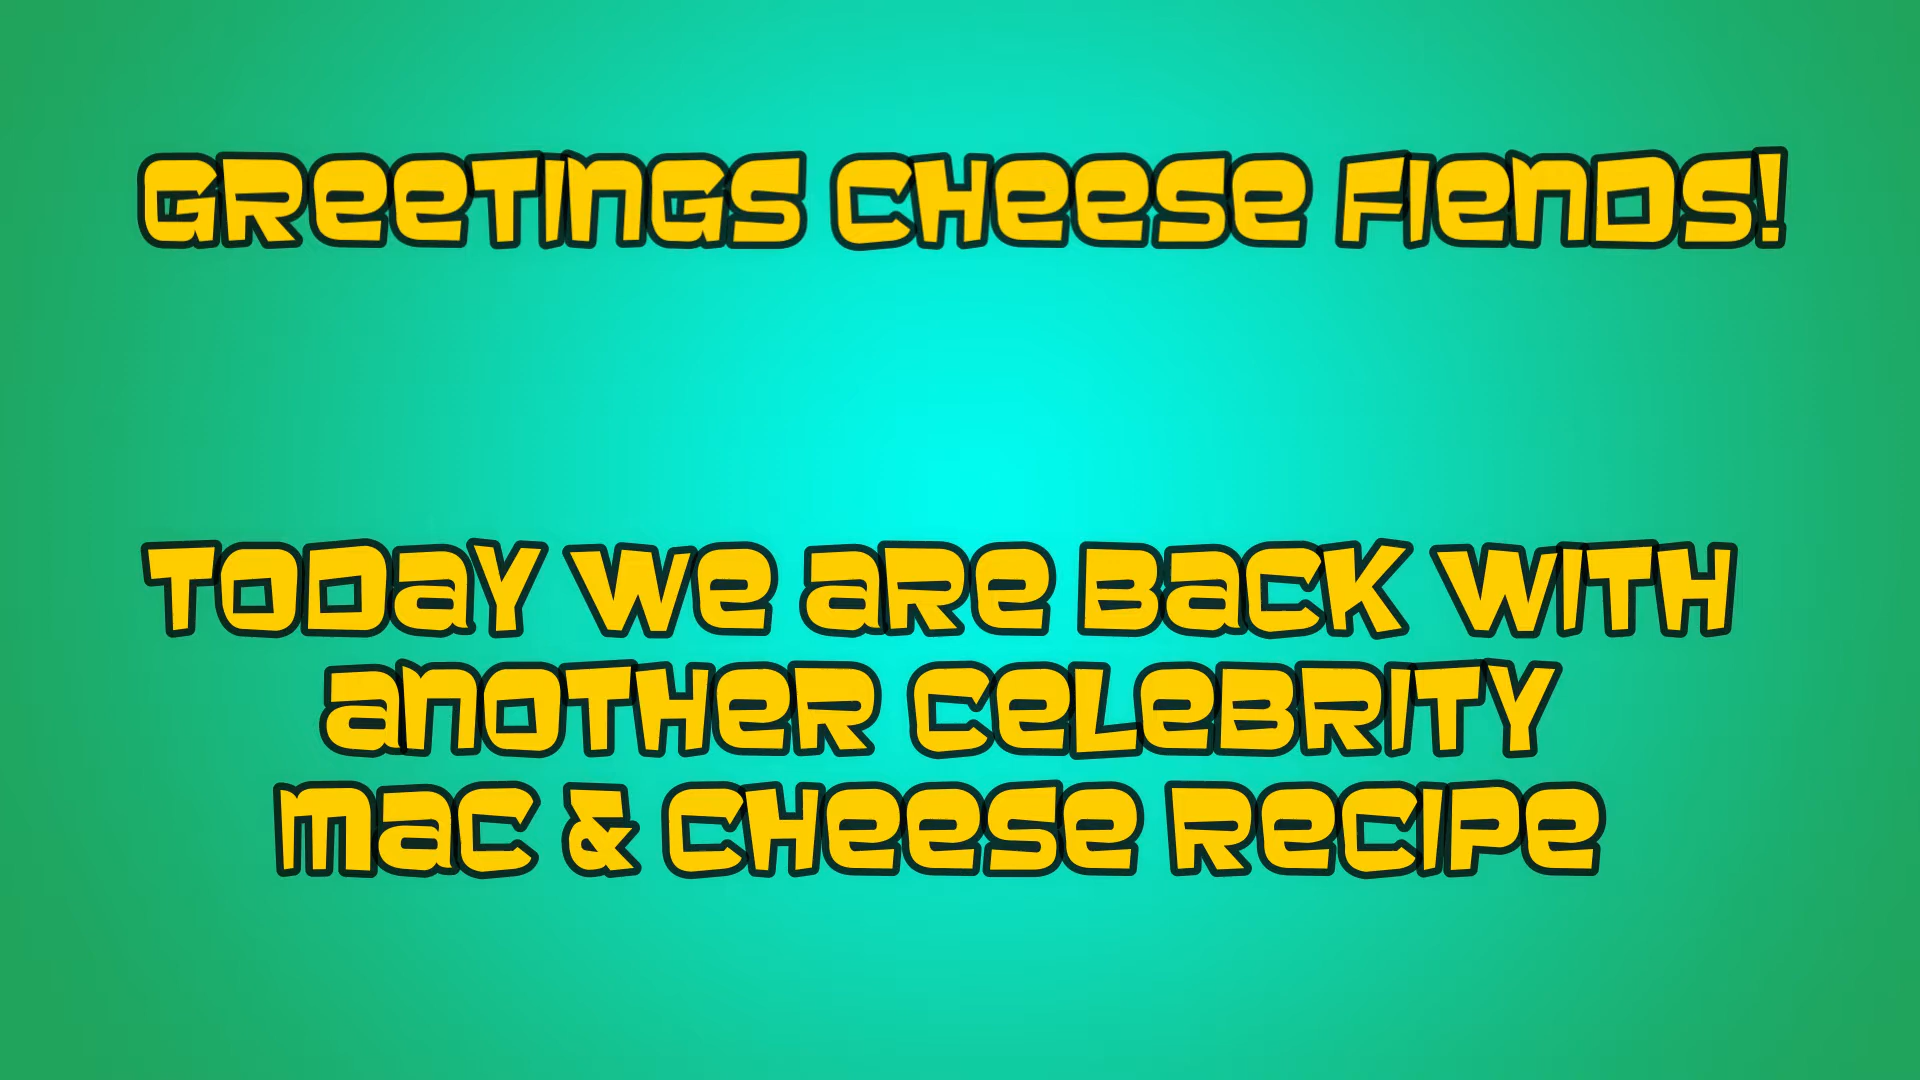 GREETINGS CHEESE FIENDS!
TODAY WE ARE BACK WITH
ANOTHER CELEBRITY
MAC & CHEESE RECIPE